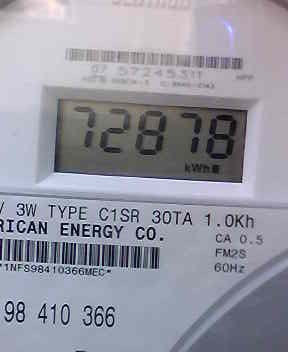 07 57245311
72878
kWh
V 3W TYPE C1SR 30TA 1.0Kh
RICAN ENERGY CO.
CA 0.5
FM2S
60Hz
*1NFS98410366MEC*
98 410 366